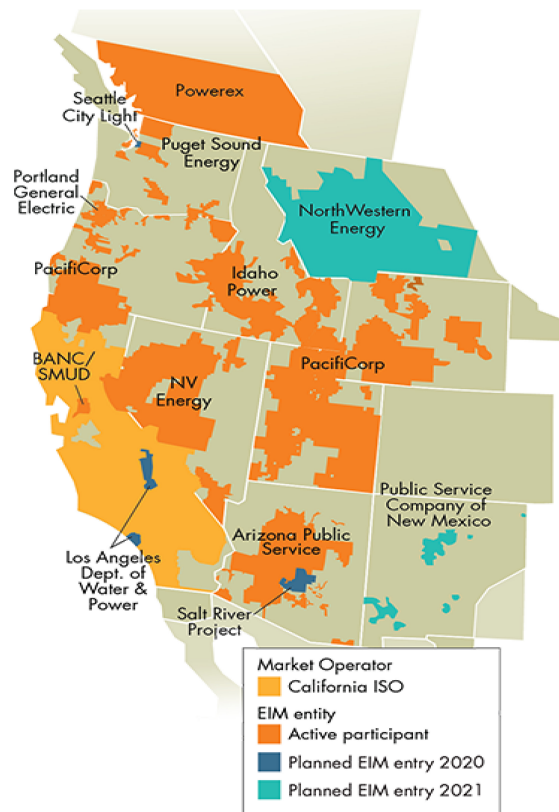 Powerex
Seattle
City Light
Puget Sound
Energy
Portland
General
Electric
NorthWestern
Energy
PacifiCorp
Idaho
Power
BANC/
SMUD
NV
Energy
PacifiCorp
Public Service
Company of
New Mexico
Arizona Public
Service
Los Angeles
Dept. of
Water &
Power
Salt River
Project
Market Operator
California ISO
EIM entity
Active participant
Planned EIM entry 2020
Planned EIM entry 2021